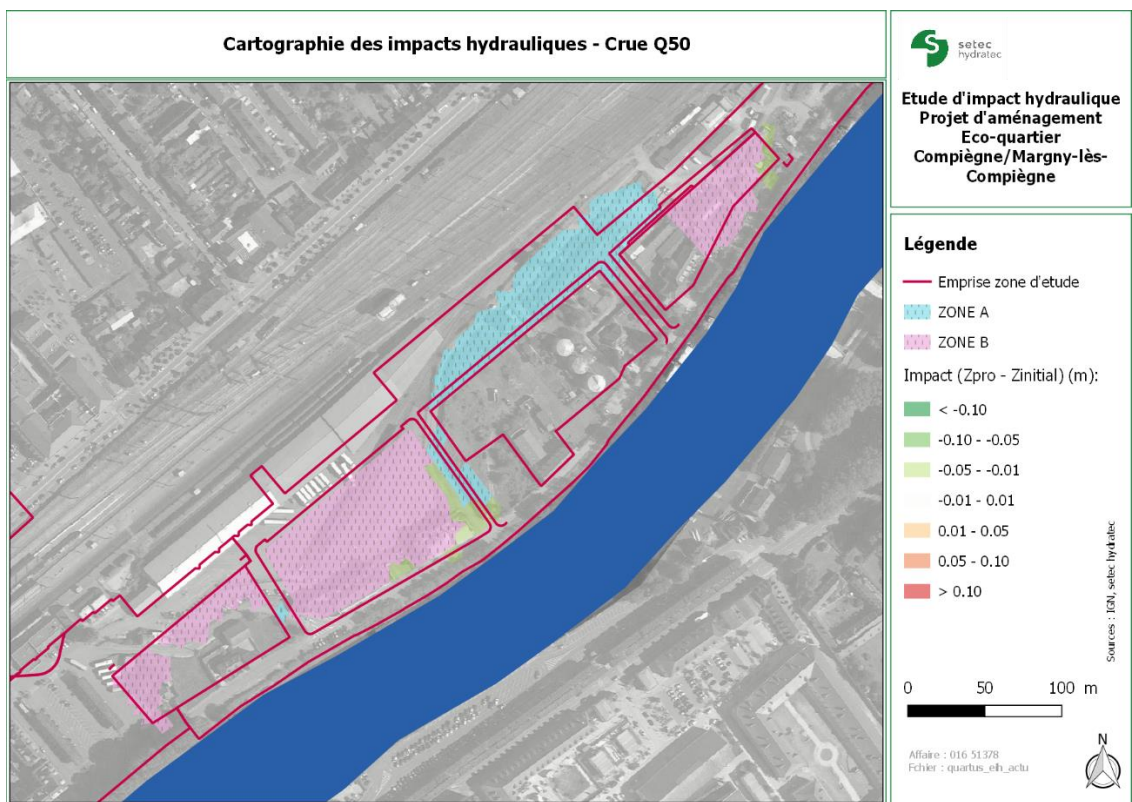 Cartographie des impacts hydrauliques - Crue Q50
setec
hydratec
Etude d'impact hydraulique
Projet d'aménagement
Eco-quartier
Compiègne/Margny-lès-
Compiègne
Légende
Emprise zone d'etude
ZONE A
ZONE B
Impact (Zpro - Zinitial) (m):
< -0.10
-0.10 - -0.05
-0.05 - -0.01
-0.01 - 0.01
0.01 - 0.05
0.05 - 0.10
> 0.10
Sources : IGN, setec hydratec
0 50 100 m
Affaire : 016 51378
Fchier : quartus_eih_actu
N